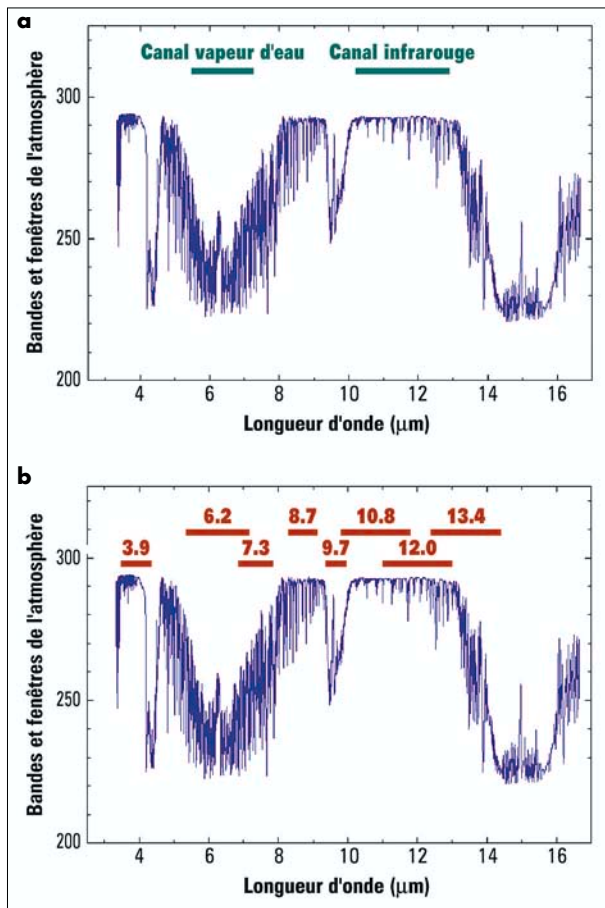 a
Canal vapeur d'eau Canal infrarouge
Bandes et fenêtres de l'atmosphère
300
250
200
4 6 8 10 12 14 16
Longueur d'onde (μm)
b
6.2 8.7 10.8 13.4
3.9 7.3 9.7 12.0
Bandes et fenêtres de l'atmosphère
300
250
200
4 6 8 10 12 14 16
Longueur d'onde (μm)